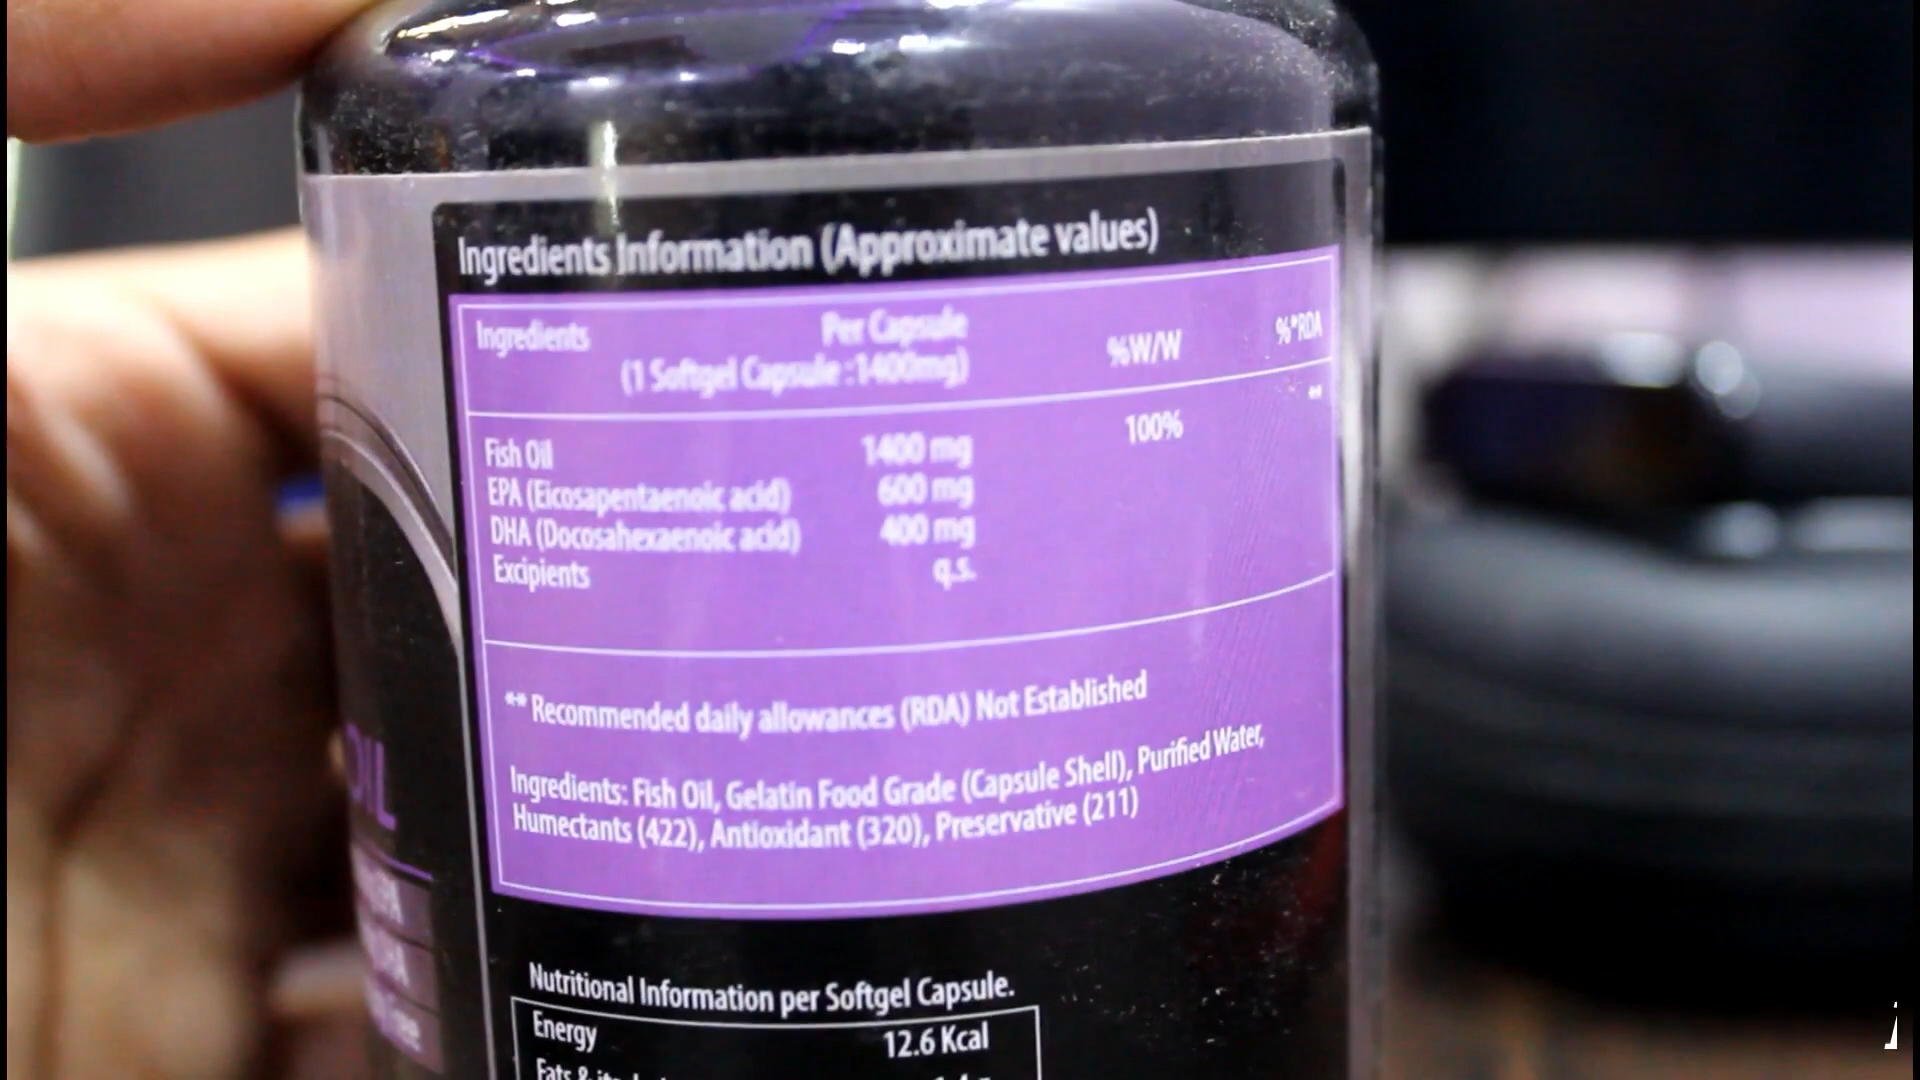 Ingredients Information (Approximate values)
Ingredients Per Capsule %W/W %*RDA
(1 Softgel Capsule :1400mg)
Fish Oil 1400 mg 100% **
EPA (Eicosapentaenoic acid) 600 mg
DHA (Docosahexaenoic acid) 400 mg
Excipients q.s.
** Recommended daily allowances (RDA) Not Established
Ingredients: Fish Oil, Gelatin Food Grade (Capsule Shell), Purified Water,
Humectants (422), Antioxidant (320), Preservative (211)
OIL
Nutritional Information per Softgel Capsule.
Energy 12.6 Kcal
Fats &